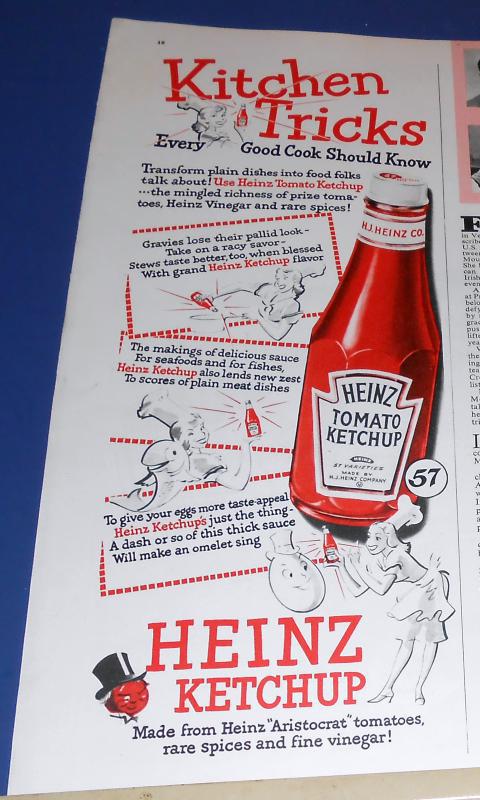 18
Kitchen
Tricks
Every Good Cook Should Know
Transform plain dishes into food folks
talk about! Use Heinz Tomato Ketchup
...the mingled richness of prize toma-
toes, Heinz Vinegar and rare spices!
Gravies lose their pallid look-
Take on a racy savor-
Stews taste better, too, when blessed
With grand Heinz Ketchup flavor
The makings of delicious sauce
For seafoods and for fishes,
Heinz Ketchup also lends new zest
To scores of plain meat dishes
To give your eggs more taste-appeal
Heinz Ketchup's just the thing-
A dash or so of this thick sauce
Will make an omelet sing
H.J. HEINZ CO.
HEINZ
TOMATO
KETCHUP
HEINZ
57 VARIETIES
MADE BY
H.J. HEINZ COMPANY
57
HEINZ
KETCHUP
Made from Heinz "Aristocrat" tomatoes,
rare spices and fine vinegar!